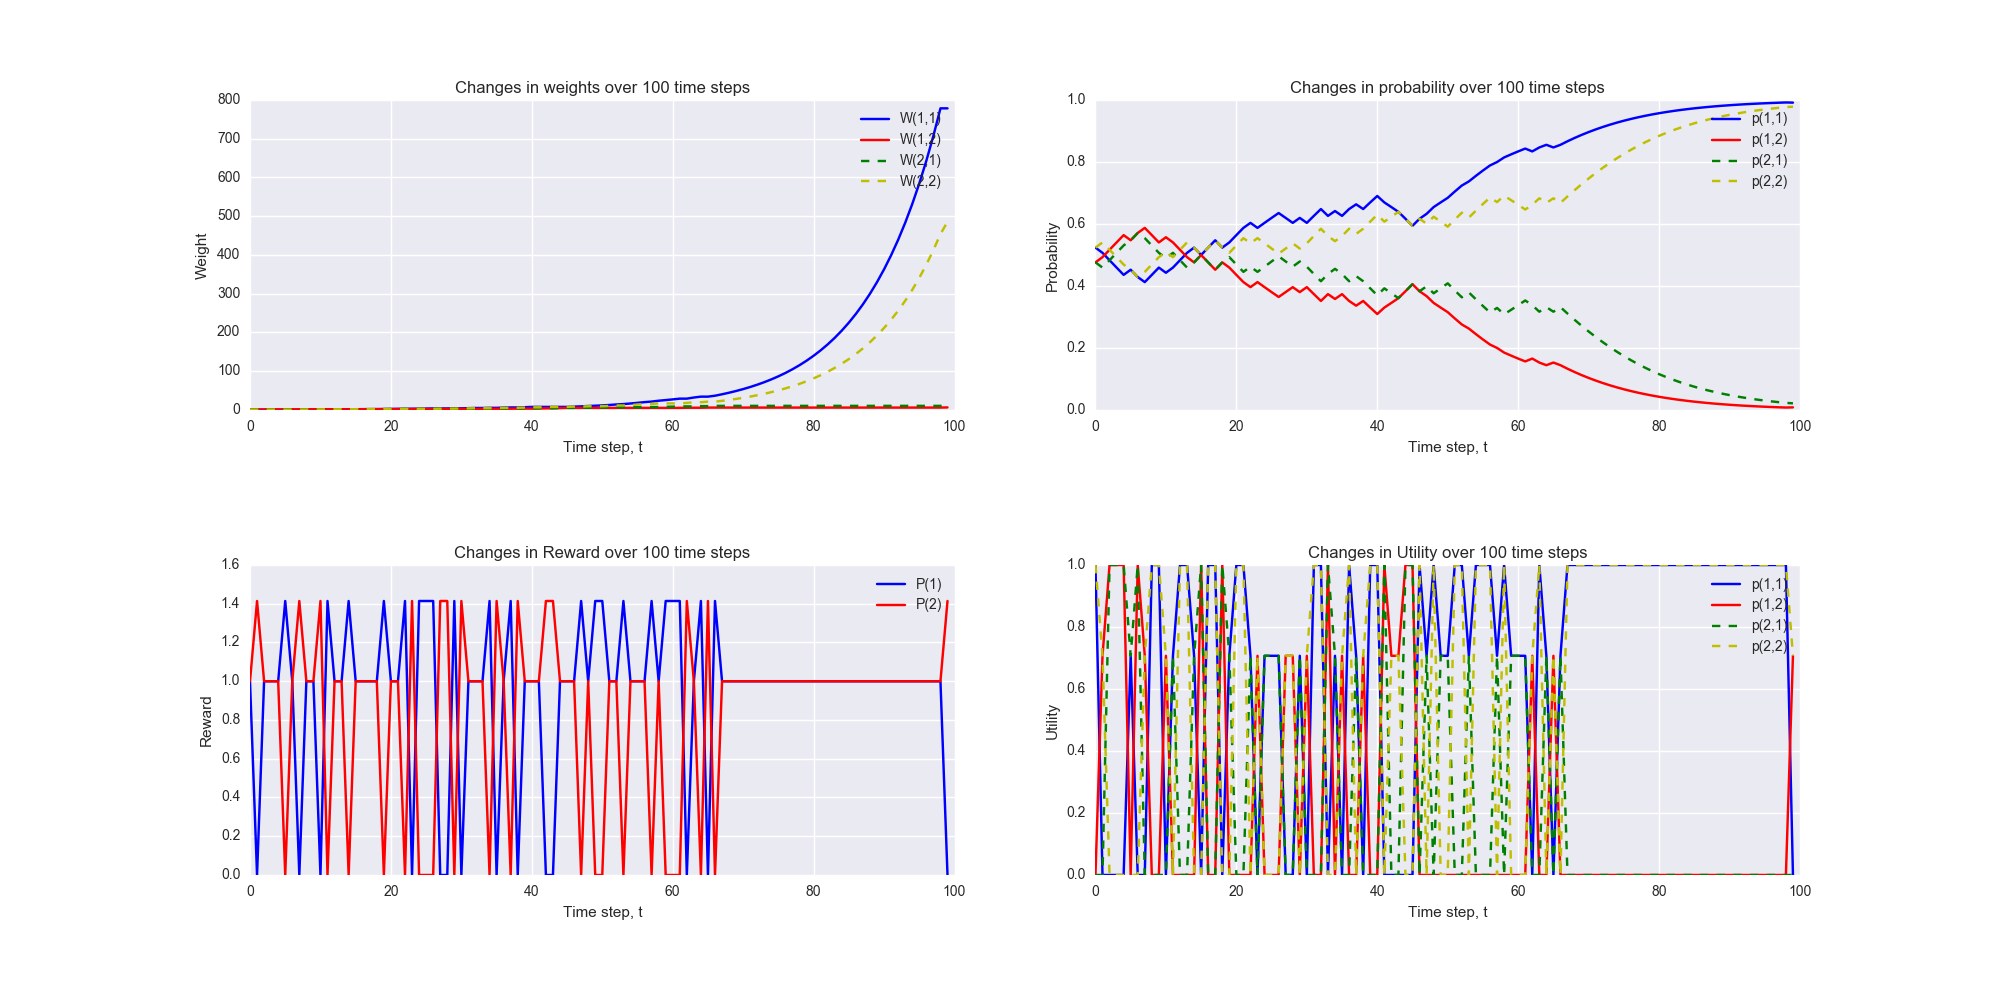 Changes in weights over 100 time steps
800
700
600
500
400
300
200
100
0
0 20 40 60 80 100
Weight
Time step, t
W(1,1)
W(1,2)
W(2,1)
W(2,2)
Changes in probability over 100 time steps
1.0
0.8
0.6
0.4
0.2
0.0
0 20 40 60 80 100
Probability
Time step, t
p(1,1)
p(1,2)
p(2,1)
p(2,2)
Changes in Reward over 100 time steps
1.6
1.4
1.2
1.0
0.8
0.6
0.4
0.2
0.0
0 20 40 60 80 100
Reward
Time step, t
P(1)
P(2)
Changes in Utility over 100 time steps
1.0
0.8
0.6
0.4
0.2
0.0
0 20 40 60 80 100
Utility
Time step, t
p(1,1)
p(1,2)
p(2,1)
p(2,2)